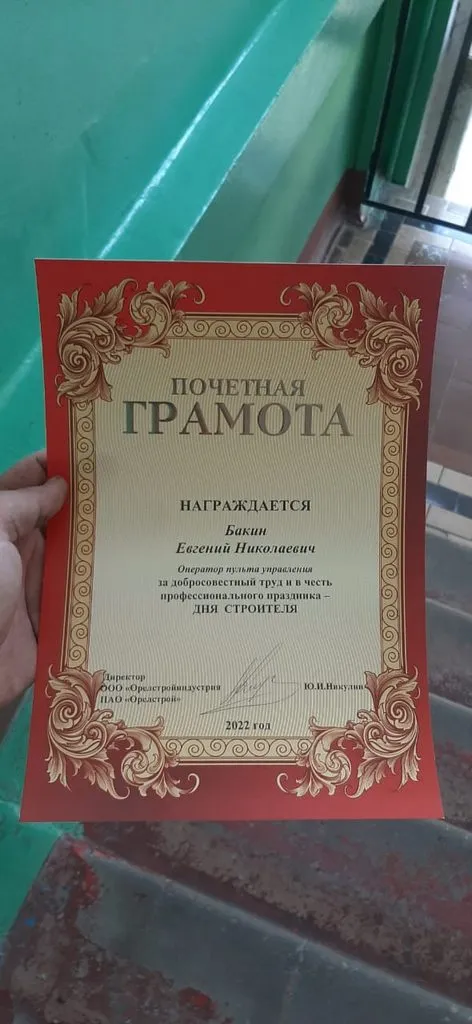 ПОЧЕТНАЯ
ГРАМОТА
НАГРАЖДАЕТСЯ
Бакин
Евгений Николаевич
Оператор пульта управления
за добросовестный труд и в честь
профессионального праздника –
ДНЯ СТРОИТЕЛЯ
Директор
ООО «Орелстройиндустрия
ПАО «Орелстрой»
Ю.И.Никулин
2022 год